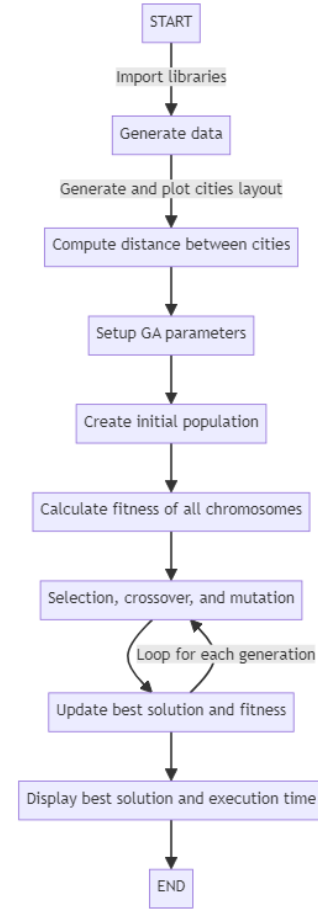 START
Import libraries
Generate data
Generate and plot cities layout
Compute distance between cities
Setup GA parameters
Create initial population
Calculate fitness of all chromosomes
Selection, crossover, and mutation
Loop for each generation
Update best solution and fitness
Display best solution and execution time
END